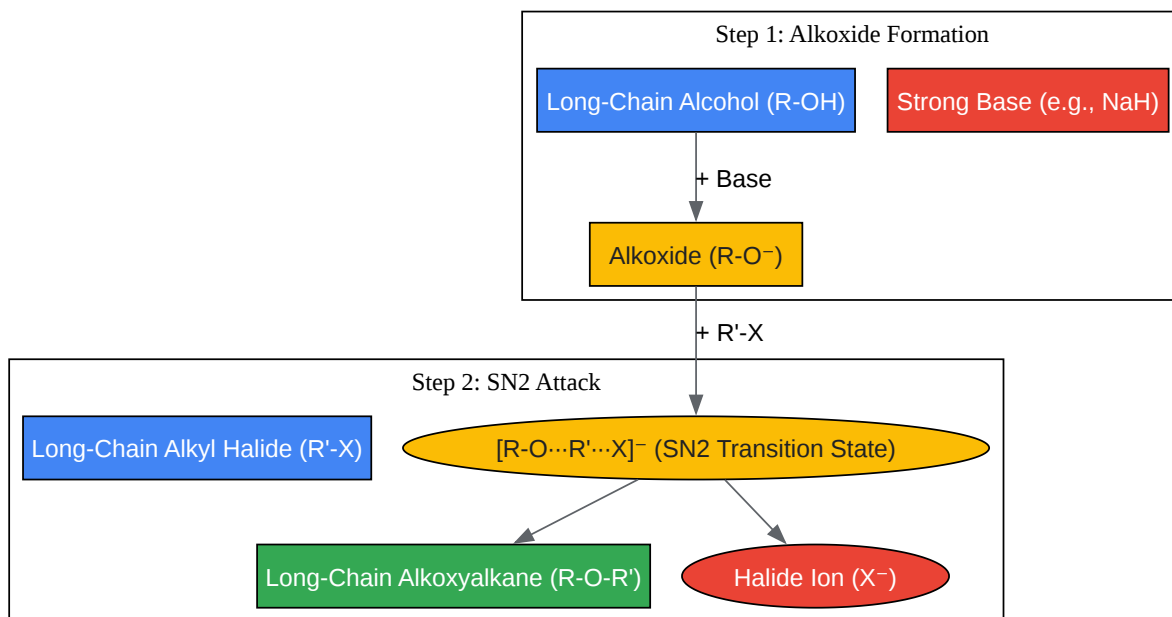 Step 1: Alkoxide Formation
Long-Chain Alcohol (R-OH)
Strong Base (e.g., NaH)
+ Base
Alkoxide (R-O⁻)
+ R'-X
Step 2: SN2 Attack
Long-Chain Alkyl Halide (R'-X)
[R-O···R'···X]⁻ (SN2 Transition State)
Long-Chain Alkoxyalkane (R-O-R')
Halide Ion (X⁻)